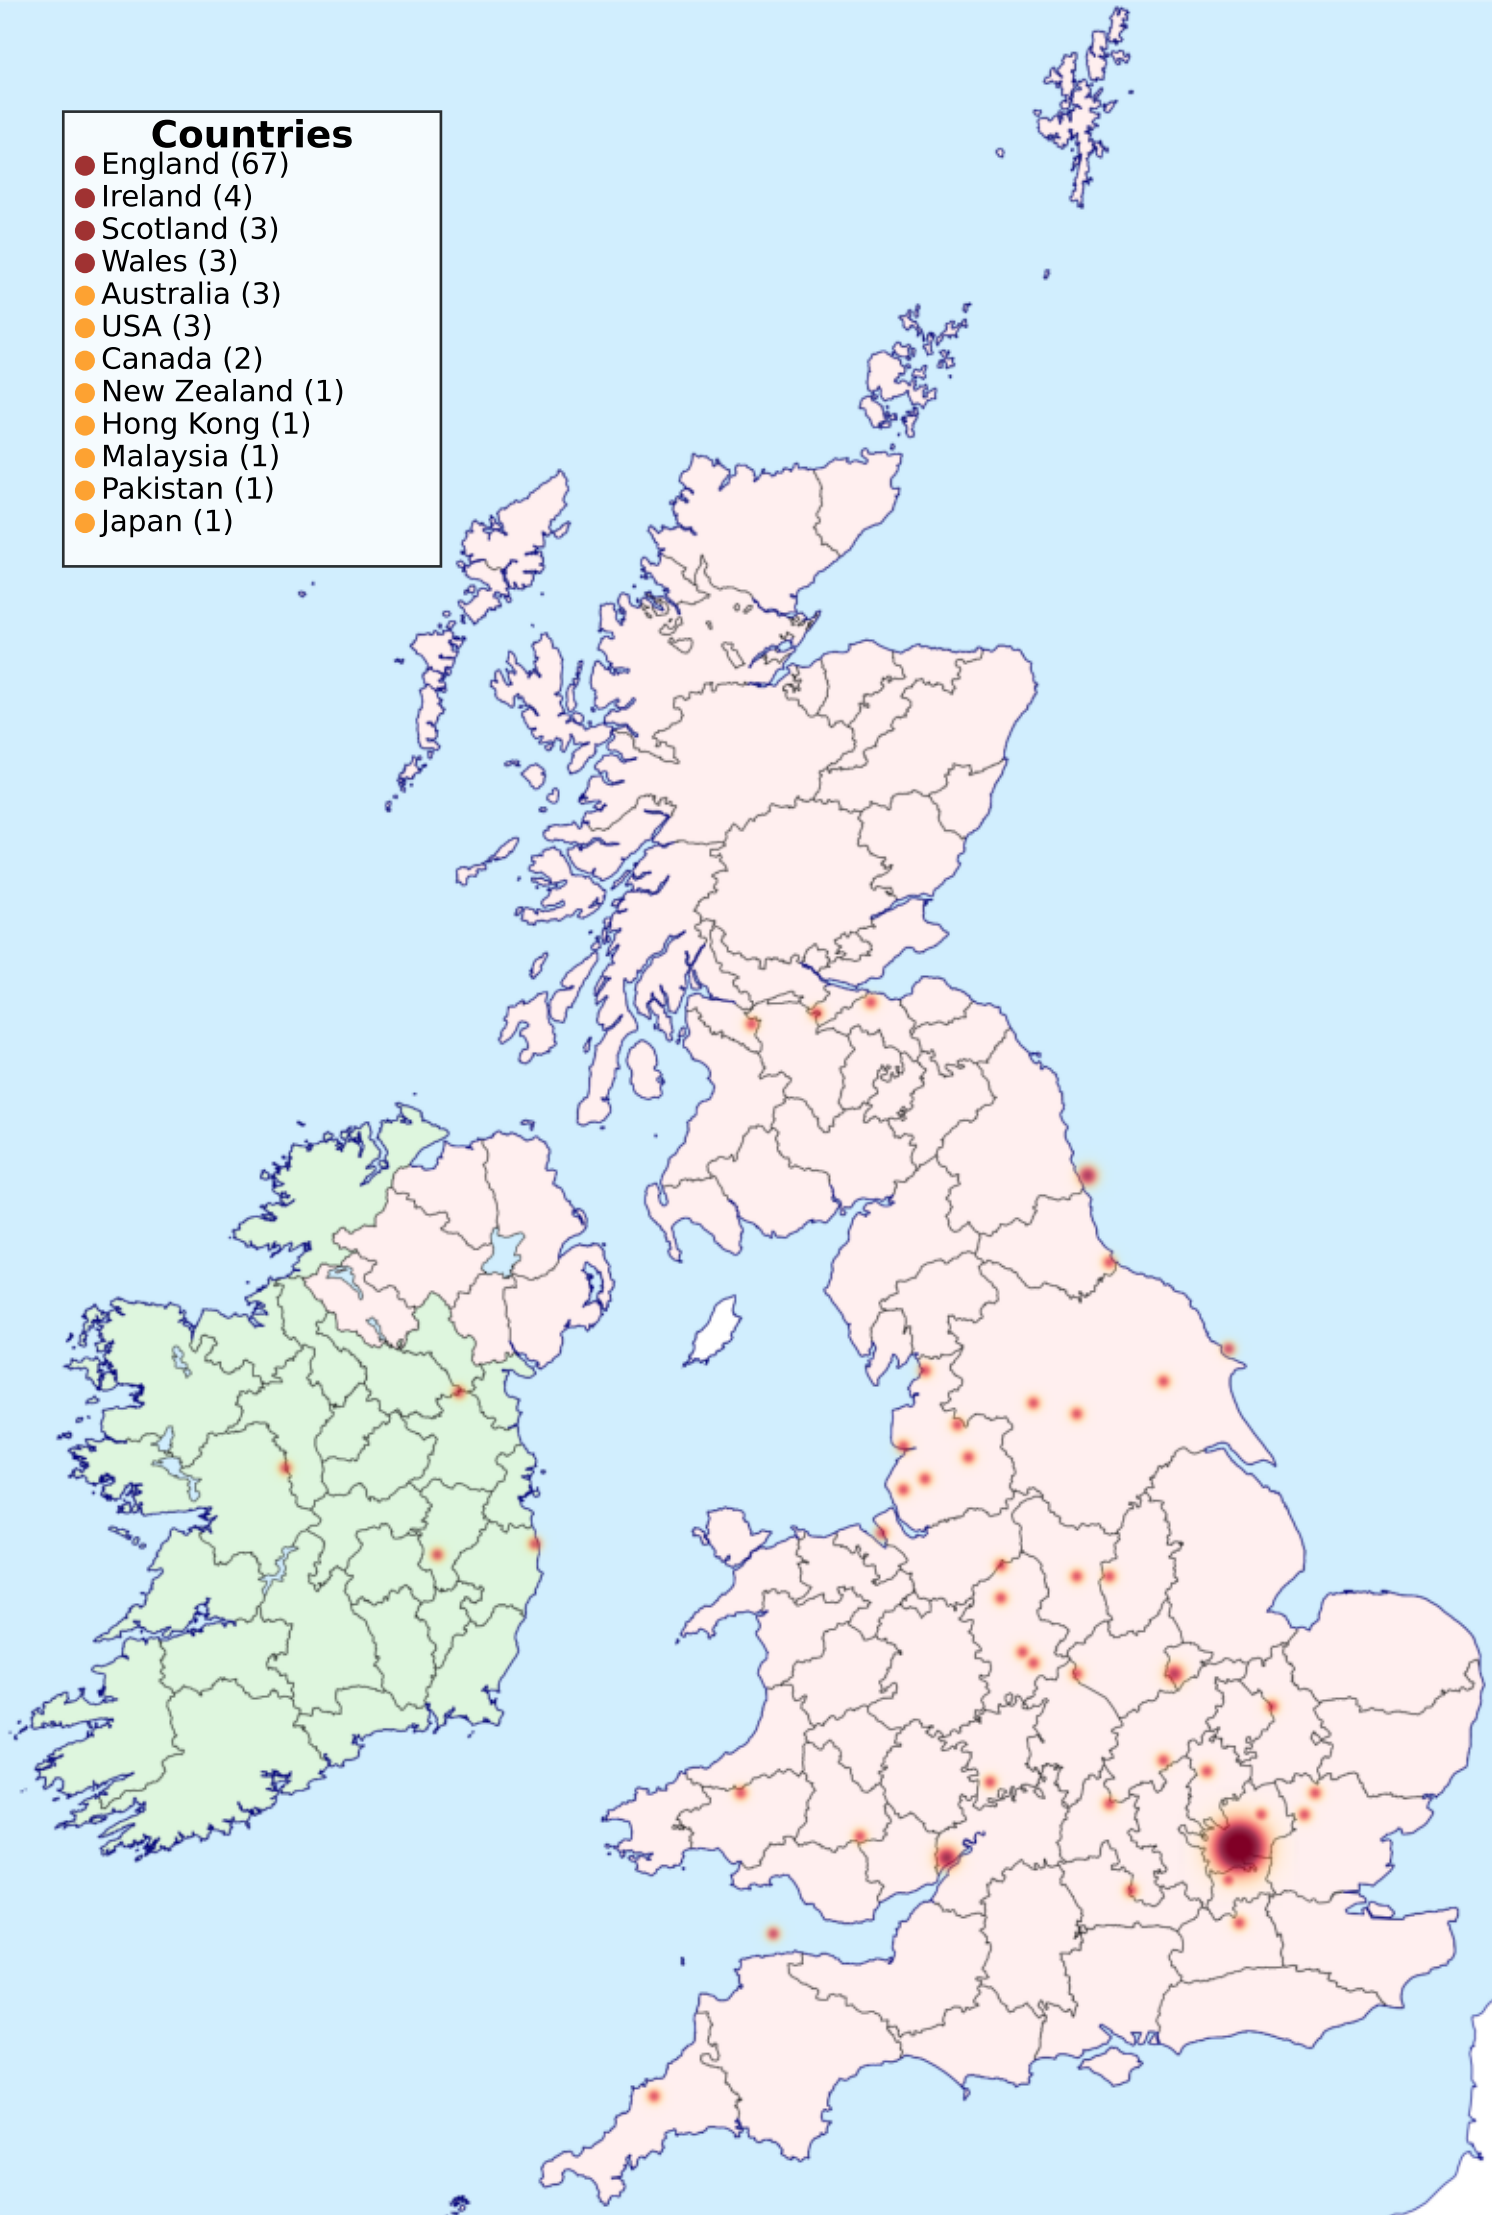 Countries
England (67)
Ireland (4)
Scotland (3)
Wales (3)
Australia (3)
USA (3)
Canada (2)
New Zealand (1)
Hong Kong (1)
Malaysia (1)
Pakistan (1)
Japan (1)